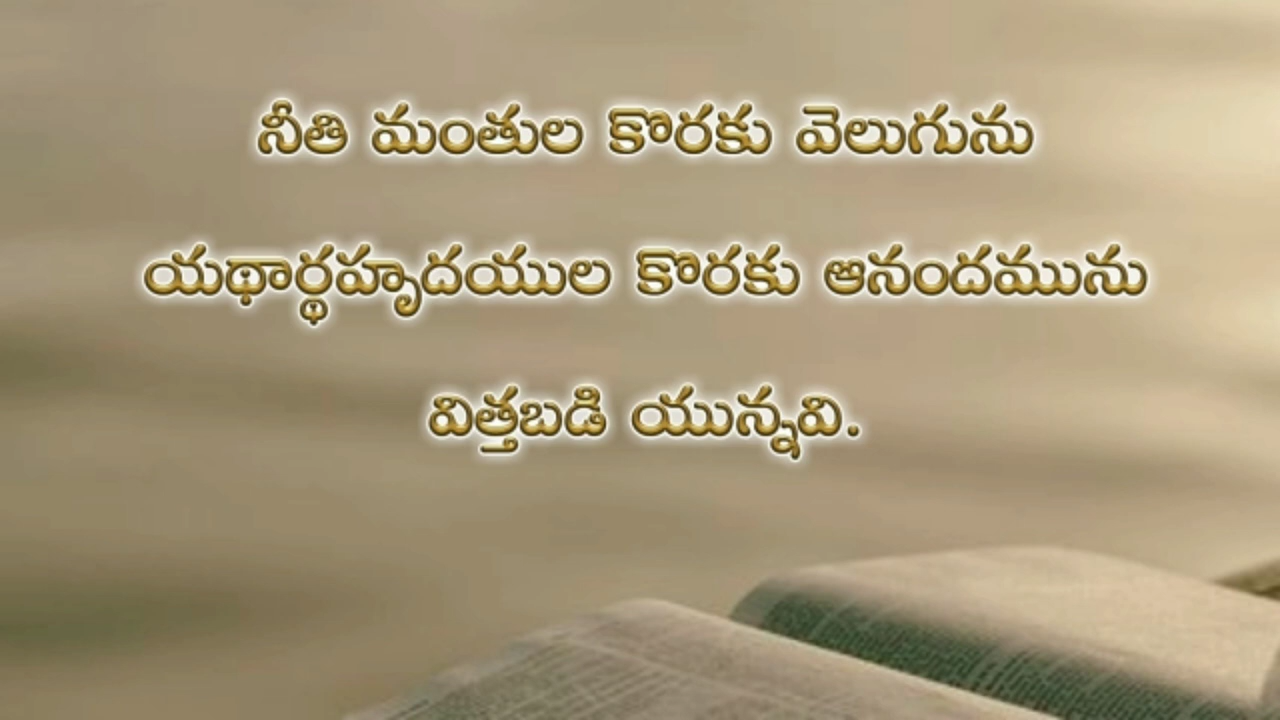 నీతి మంతుల కొరకు వెలుగును
యథార్థహృదయుల కొరకు ఆనందమును
విత్తబడి యున్నవి.